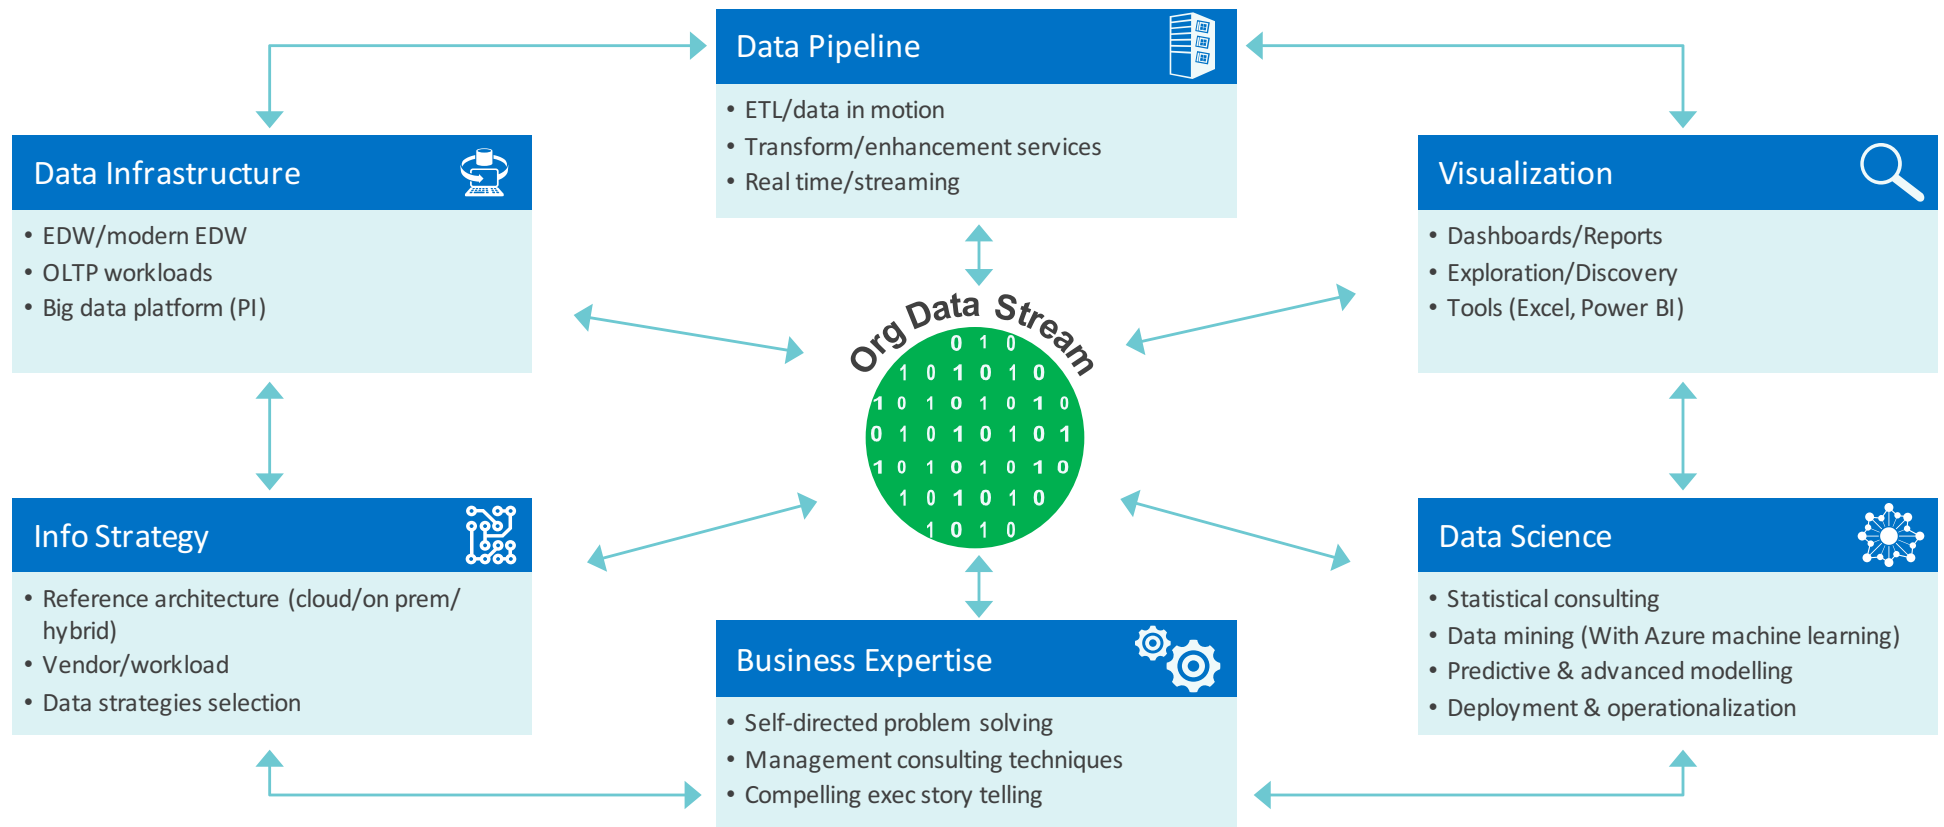 Data Pipeline
• ETL/data in motion
• Transform/enhancement services
• Real time/streaming
Data Infrastructure
• EDW/modern EDW
• OLTP workloads
• Big data platform (PI)
Visualization
• Dashboards/Reports
• Exploration/Discovery
• Tools (Excel, Power BI)
Org Data Stream
0 1 0
1 0 1 0 1 0
1 0 1 0 1 0 1 0
0 1 0 1 0 1 0 1
1 0 1 0 1 0 1 0
1 0 1 0 1 0
1 0 1 0
Info Strategy
• Reference architecture (cloud/on prem/
hybrid)
• Vendor/workload
• Data strategies selection
Business Expertise
• Self-directed problem solving
• Management consulting techniques
• Compelling exec story telling
Data Science
• Statistical consulting
• Data mining (With Azure machine learning)
• Predictive & advanced modelling
• Deployment & operationalization